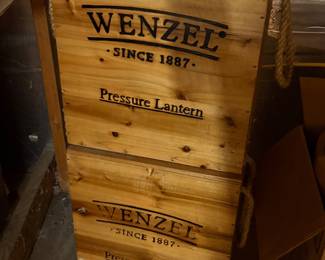 WENZEL
· SINCE 1887 ·
Pressure Lantern
WENZEL
SINCE 1887 ·